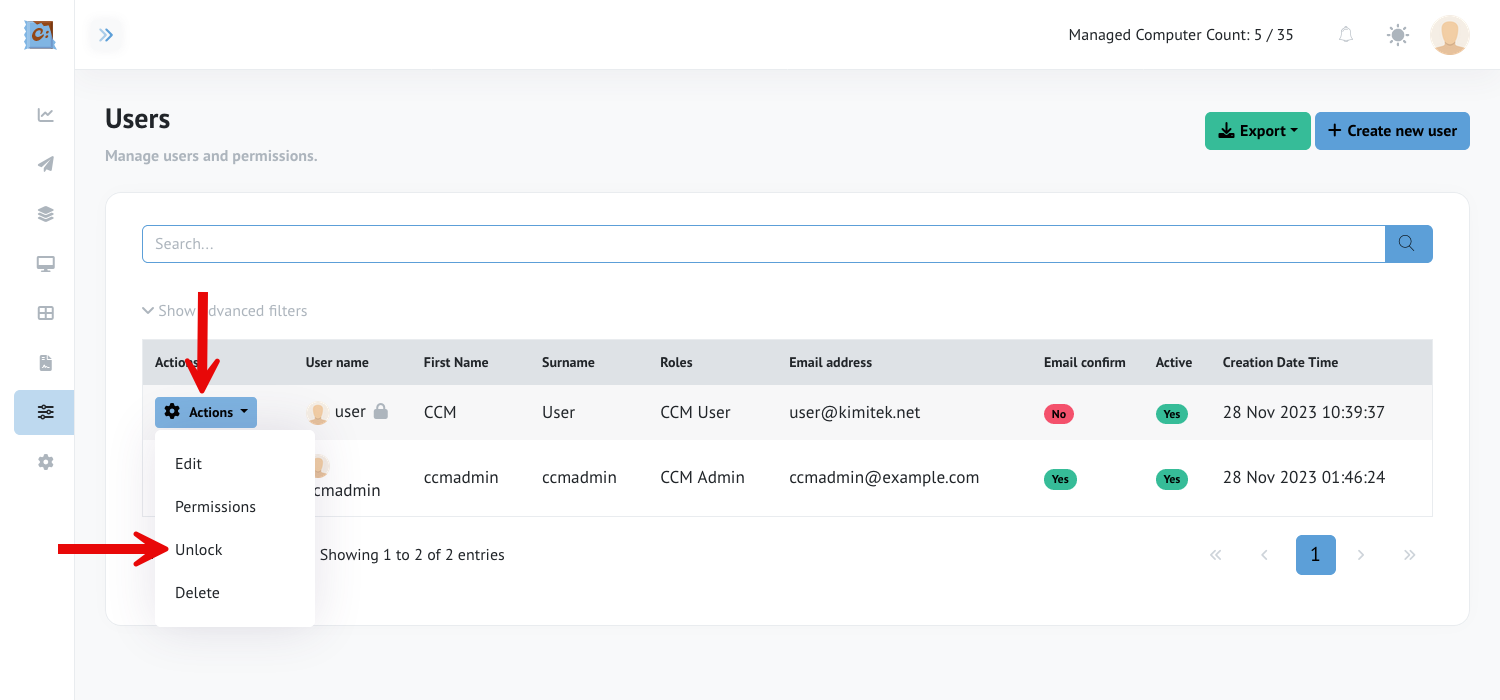 Managed Computer Count: 5 / 35
Users
Manage users and permissions.
Export
Create new user
Search...
Show advanced filters
Actions User name First Name Surname Roles Email address Email confirm Active Creation Date Time
Actions user CCM User CCM User user@kimitek.net No Yes 28 Nov 2023 10:39:37
ccmadmin ccmadmin ccmadmin CCM Admin ccmadmin@example.com Yes Yes 28 Nov 2023 01:46:24
Edit
Permissions
Unlock
Delete
Showing 1 to 2 of 2 entries
« ‹ 1 › »